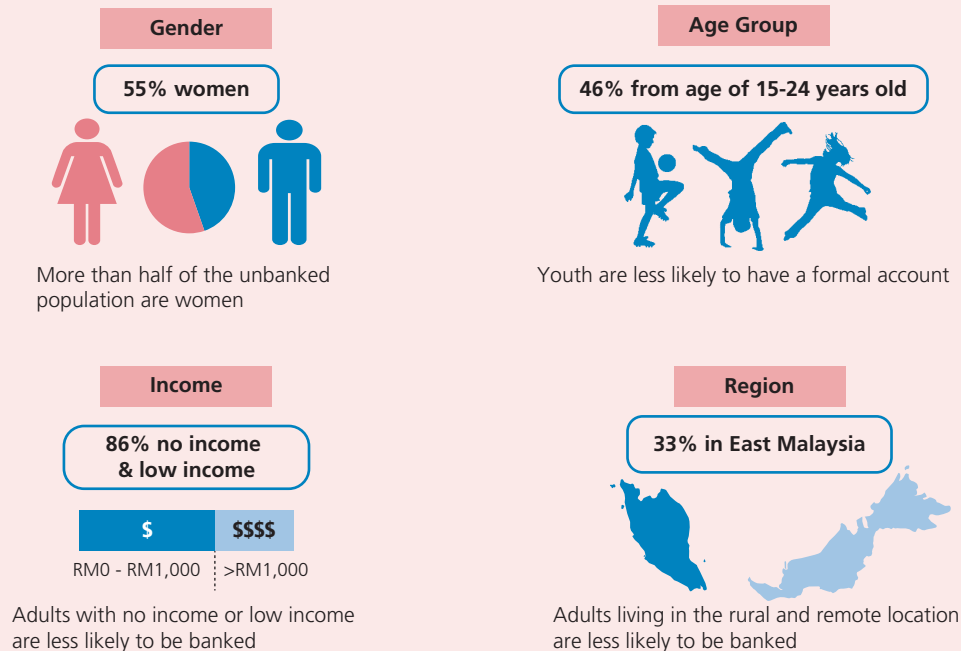 Gender
55% women
More than half of the unbanked
population are women
Age Group
46% from age of 15-24 years old
Youth are less likely to have a formal account
Income
86% no income
& low income
$
$$$$
RM0 - RM1,000
>RM1,000
Adults with no income or low income
are less likely to be banked
Region
33% in East Malaysia
Adults living in the rural and remote location
are less likely to be banked